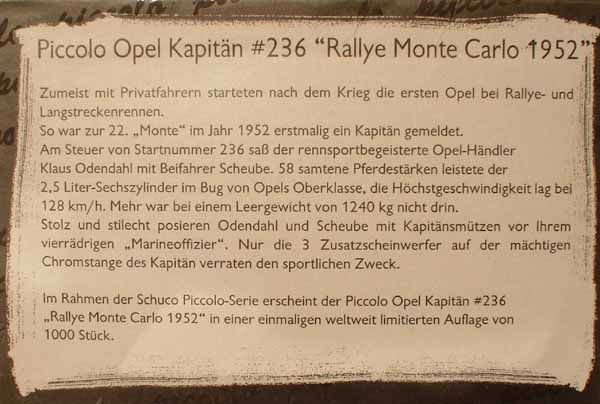 Piccolo Opel Kapitän #236 “Rallye Monte Carlo 1952”
Zumeist mit Privatfahrern starteten nach dem Krieg die ersten Opel bei Rallye- und
Langstreckenrennen.
So war zur 22. „Monte“ im Jahr 1952 erstmalig ein Kapitän gemeldet.
Am Steuer von Startnummer 236 saß der rennsportbegeisterte Opel-Händler
Klaus Odendahl mit Beifahrer Scheube. 58 samtene Pferdestärken leistete der
2,5 Liter-Sechszylinder im Bug von Opels Oberklasse, die Höchstgeschwindigkeit lag bei
128 km/h. Mehr war bei einem Leergewicht von 1240 kg nicht drin.
Stolz und stilecht posieren Odendahl und Scheube mit Kapitänsmützen vor Ihrem
vierrädrigen „Marineoffizier“. Nur die 3 Zusatzscheinwerfer auf der mächtigen
Chromstange des Kapitän verraten den sportlichen Zweck.
Im Rahmen der Schuco Piccolo-Serie erscheint der Piccolo Opel Kapitän #236
„Rallye Monte Carlo 1952“ in einer einmaligen weltweit limitierten Auflage von
1000 Stück.